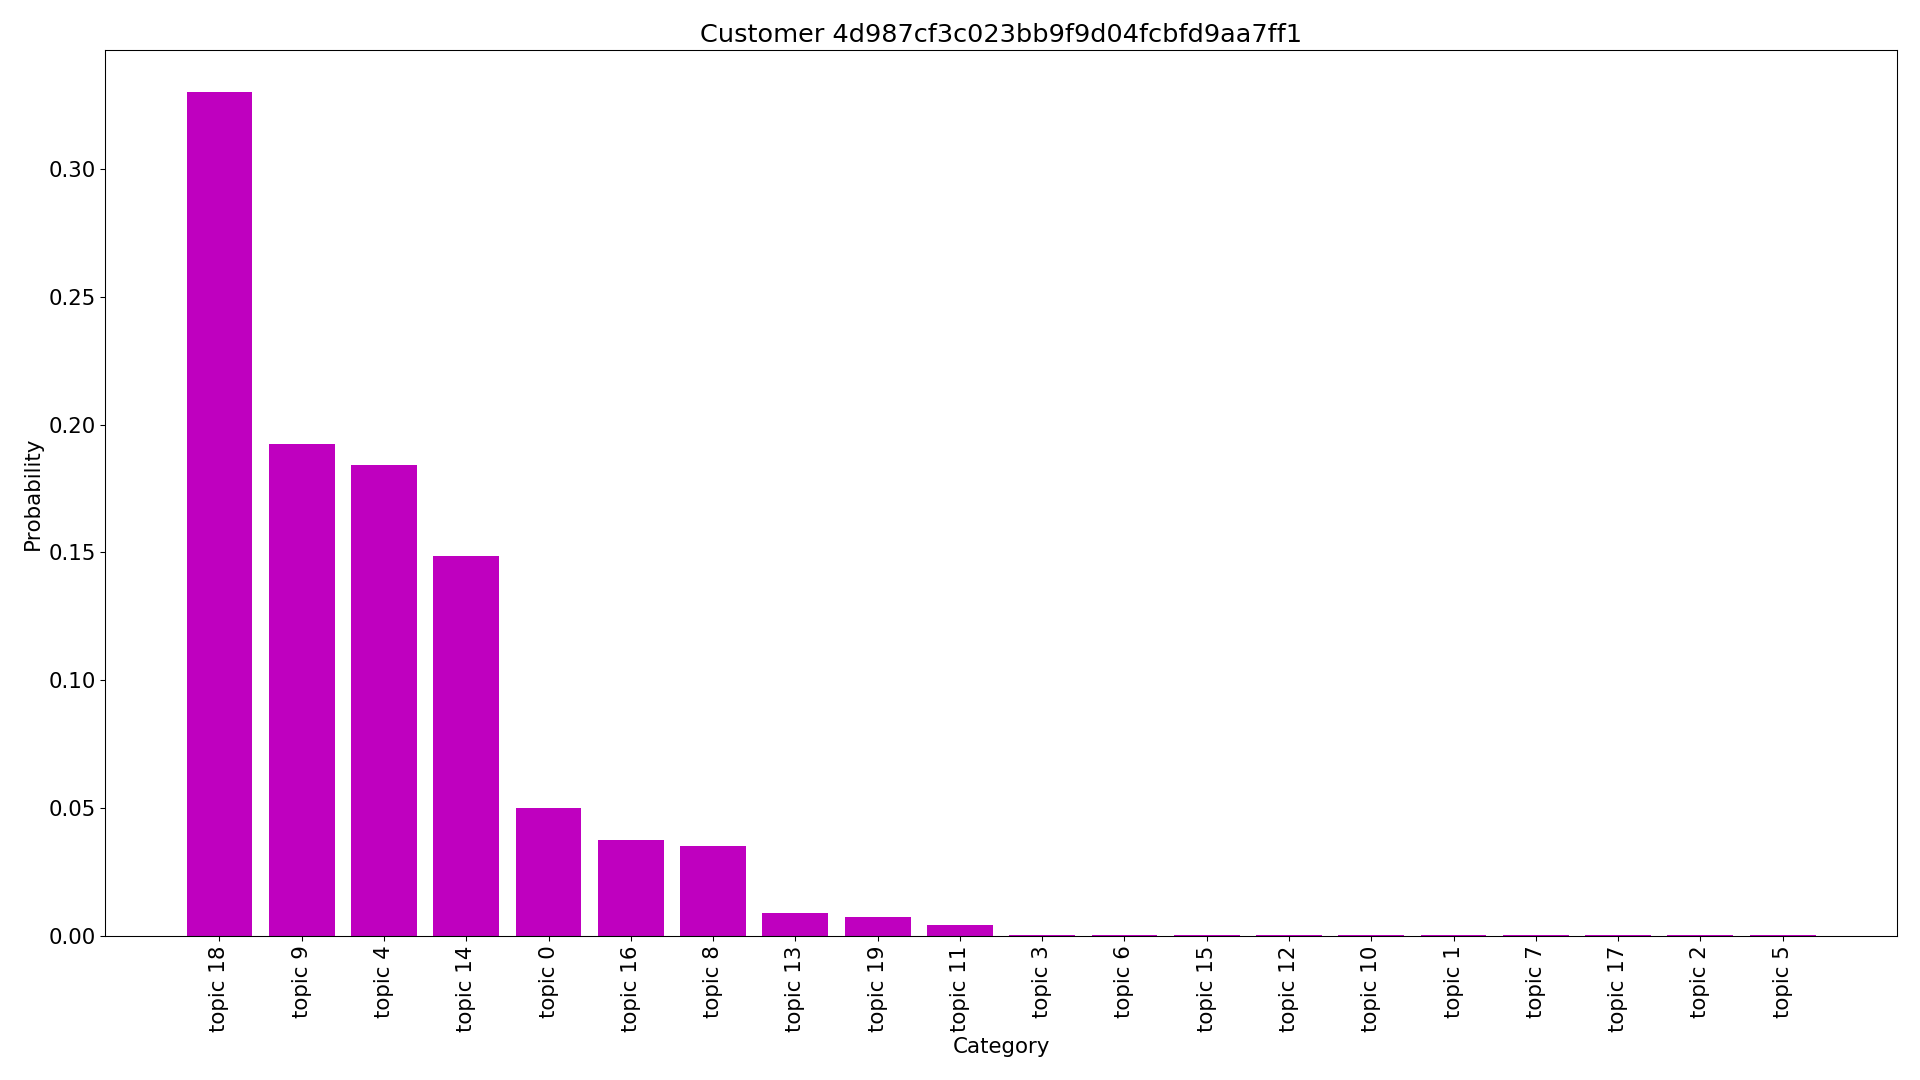 Customer 4d987cf3c023bb9f9d04fcbfd9aa7ff1
Probability
0.30
0.25
0.20
0.15
0.10
0.05
0.00
topic 18
topic 9
topic 4
topic 14
topic 0
topic 16
topic 8
topic 13
topic 19
topic 11
topic 3
topic 6
topic 15
topic 12
topic 10
topic 1
topic 7
topic 17
topic 2
topic 5
Category